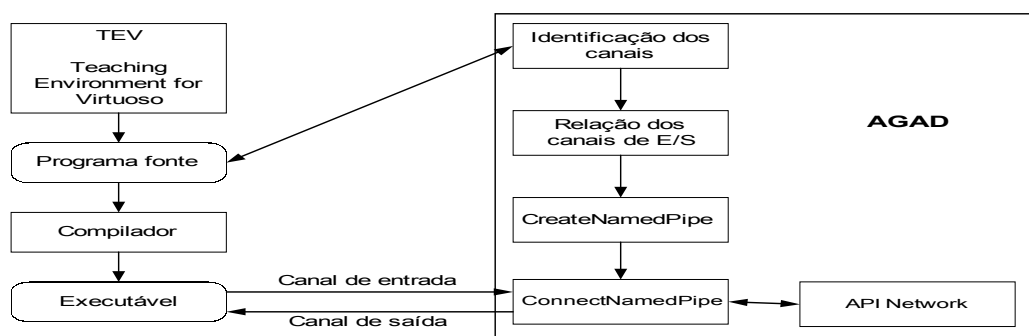 TEV
Teaching
Environment for
Virtuoso
Programa fonte
Compilador
Executável
Canal de entrada
Canal de saída
Identificação dos
canais
Relação dos
canais de E/S
CreateNamedPipe
ConnectNamedPipe
AGAD
API Network